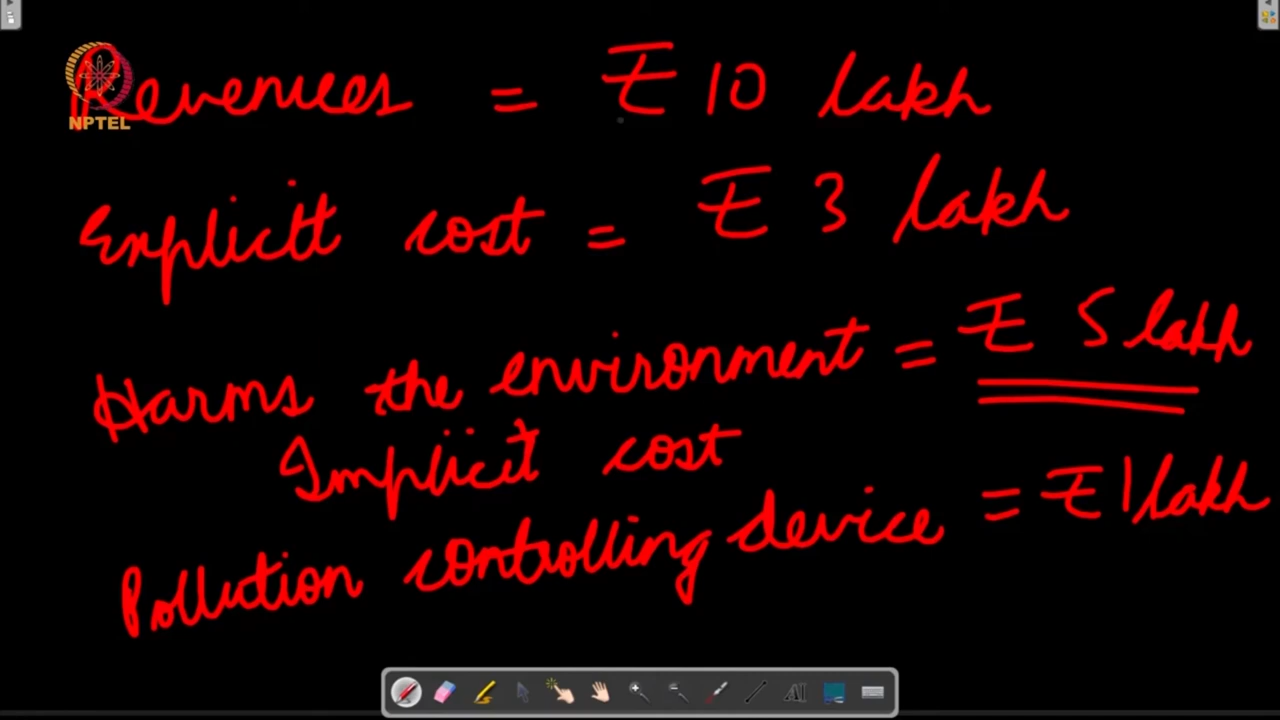 Revenues = ₹ 10 lakh
NPTEL
Explicit cost = ₹ 3 lakh
Harms the environment = ₹ 5 lakh
Implicit cost
Pollution controlling device = ₹ 1 lakh
AI